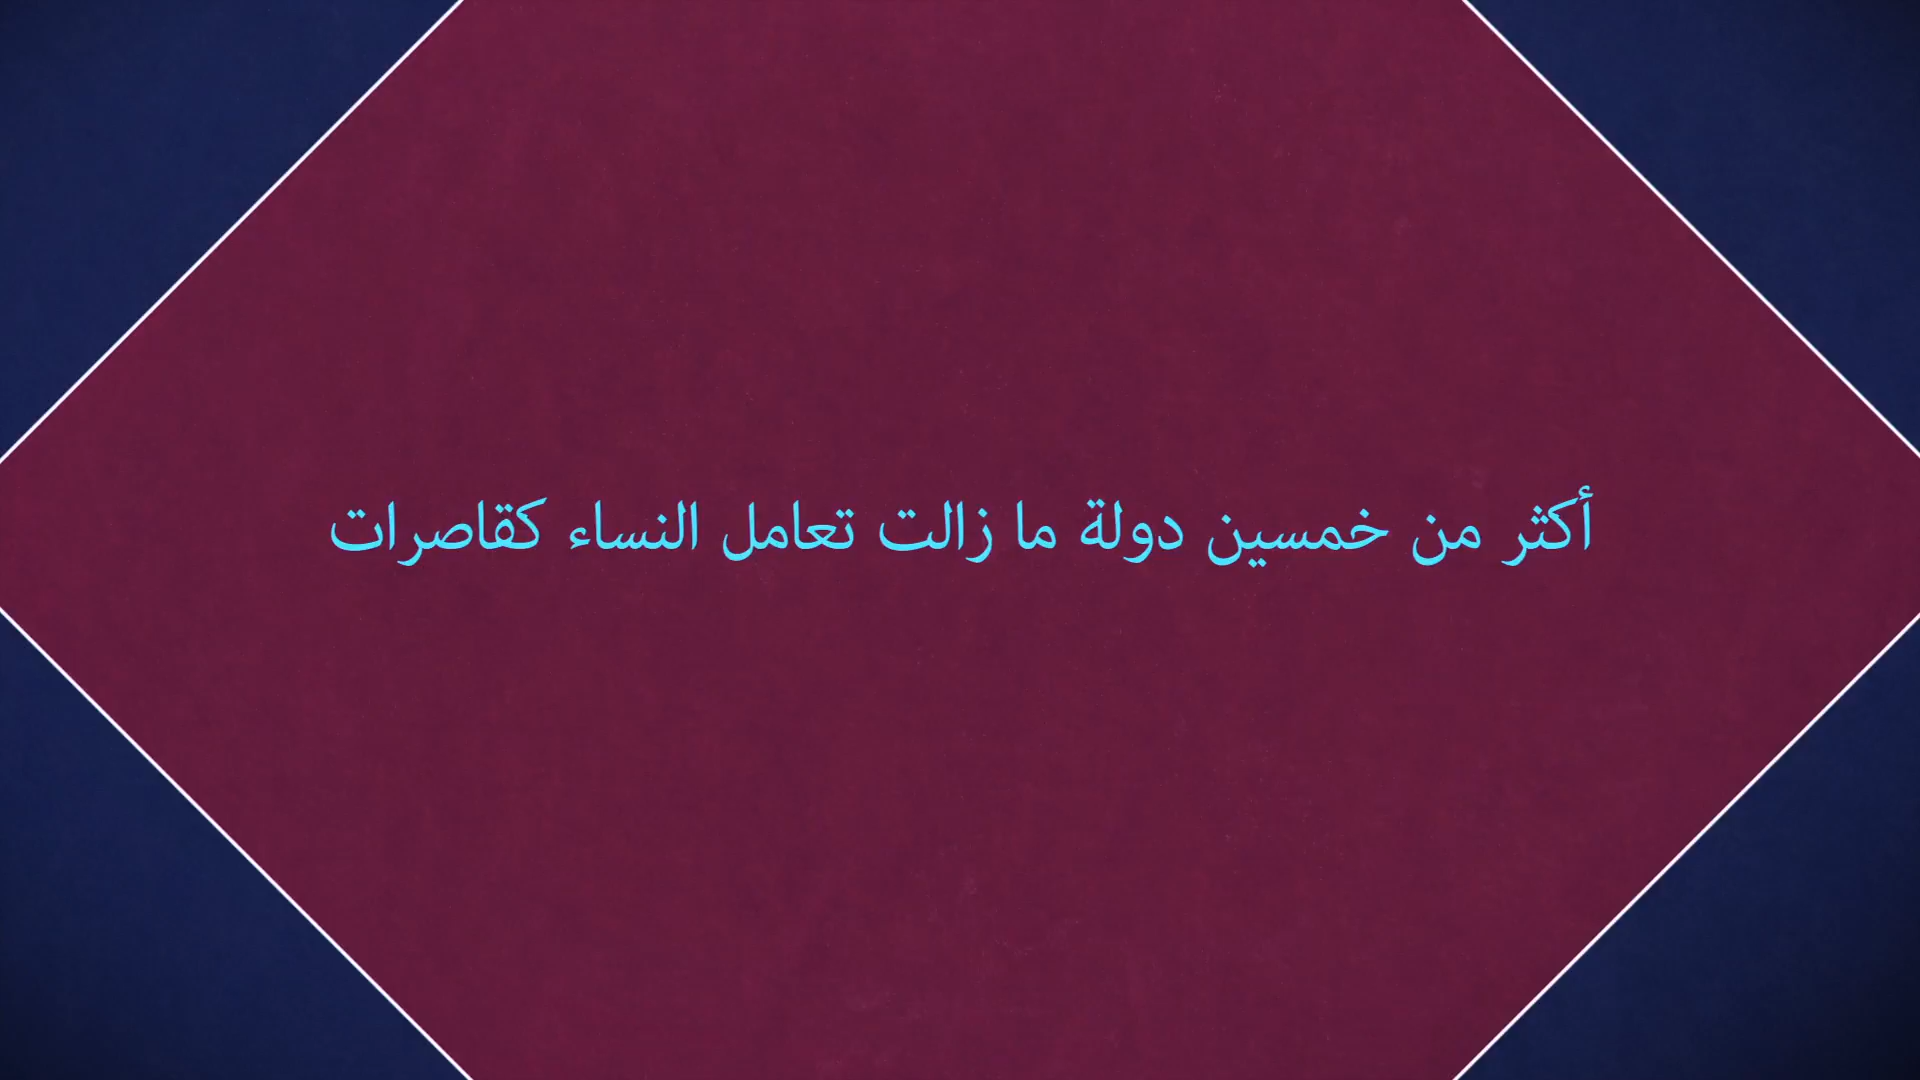 أكثر من خمسين دولة ما زالت تعامل النساء كقاصرات